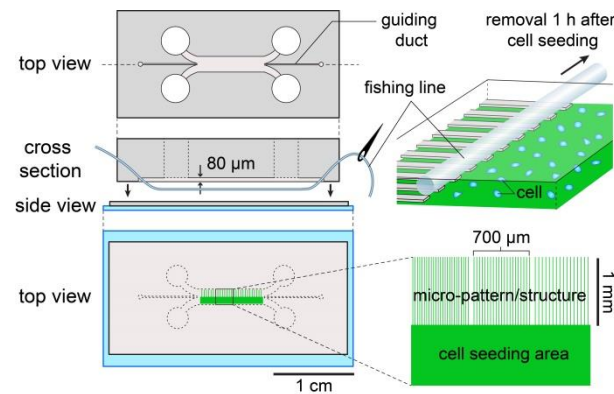 top view
guiding
duct
removal 1 h after
cell seeding
fishing line
cross
section
80 µm
cell
side view
top view
700 µm
micro-pattern/structure
1 mm
cell seeding area
1 cm